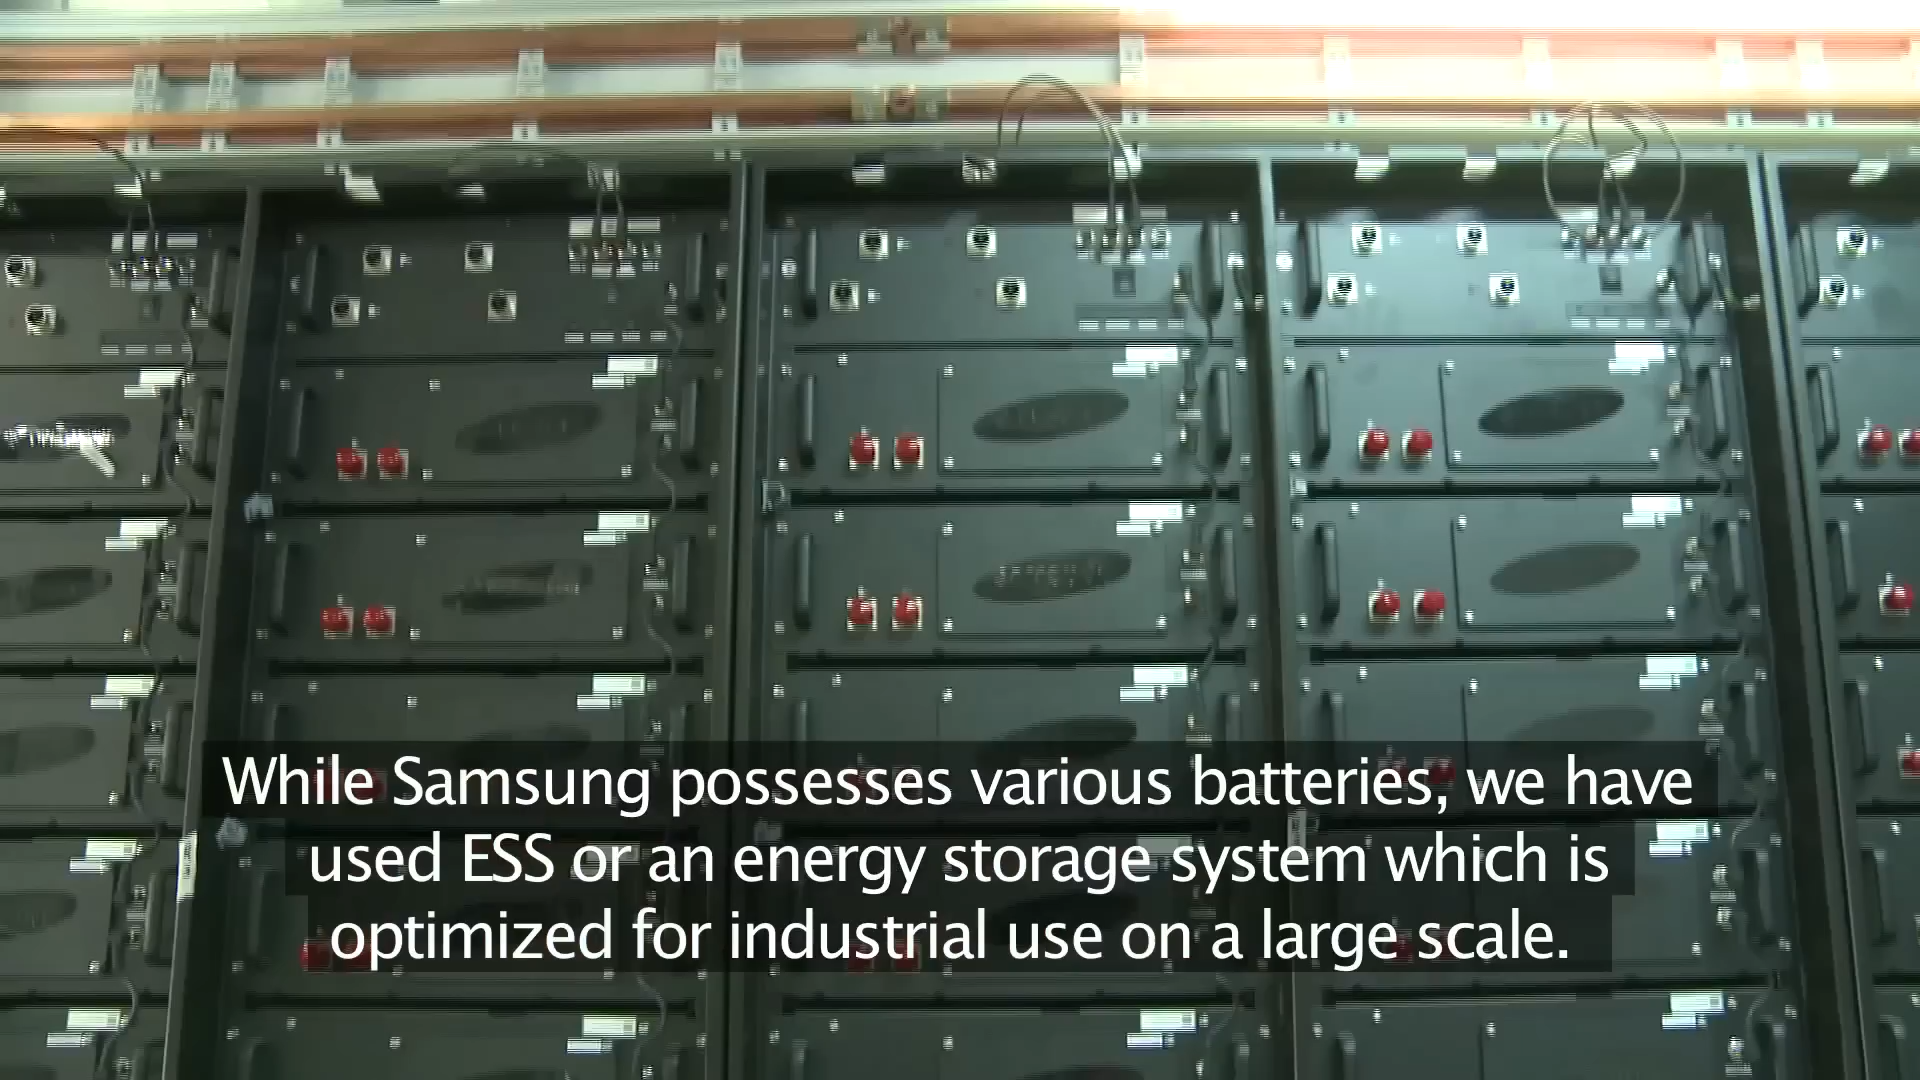 While Samsung possesses various batteries, we have
used ESS or an energy storage system which is
optimized for industrial use on a large scale.